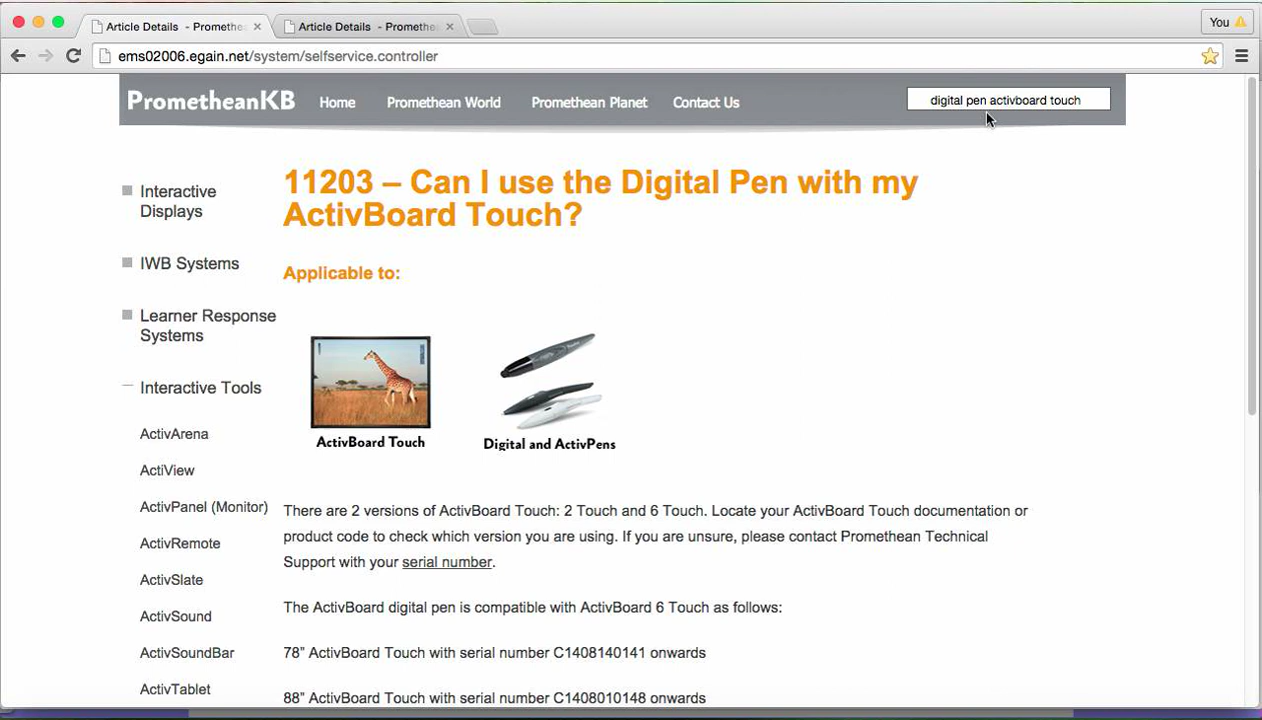 Article Details - Promethe
Article Details - Promethe
You
ems02006.egain.net/system/selfservice.controller
PrometheanKB Home Promethean World Promethean Planet Contact Us digital pen activboard touch
Interactive
Displays
IWB Systems
Learner Response
Systems
Interactive Tools
ActivArena
ActiView
ActivPanel (Monitor)
ActivRemote
ActivSlate
ActivSound
ActivSoundBar
ActivTablet
11203 – Can I use the Digital Pen with my
ActivBoard Touch?
Applicable to:
ActivBoard Touch
Digital and ActivPens
There are 2 versions of ActivBoard Touch: 2 Touch and 6 Touch. Locate your ActivBoard Touch documentation or
product code to check which version you are using. If you are unsure, please contact Promethean Technical
Support with your serial number.
The ActivBoard digital pen is compatible with ActivBoard 6 Touch as follows:
78” ActivBoard Touch with serial number C1408140141 onwards
88” ActivBoard Touch with serial number C1408010148 onwards